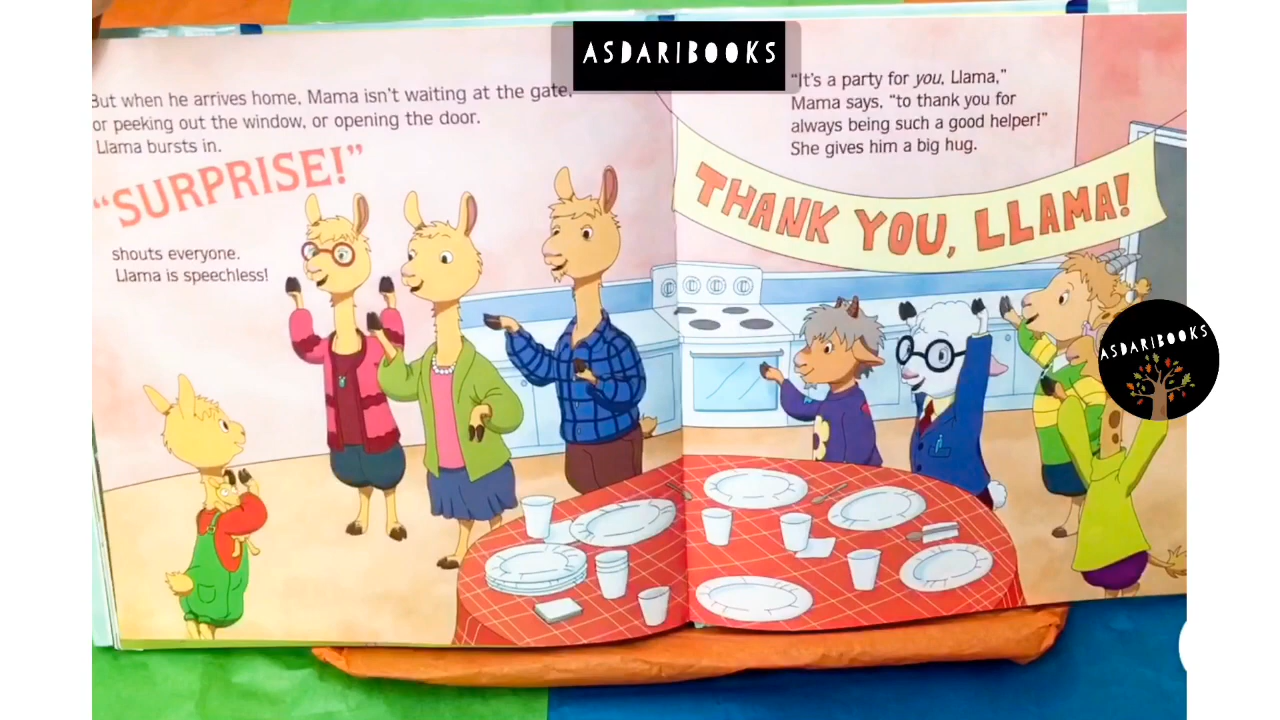 ASDARIBOOKS
But when he arrives home, Mama isn't waiting at the gate,
or peeking out the window, or opening the door.
Llama bursts in.
"SURPRISE!"
shouts everyone.
Llama is speechless!
"It's a party for you, Llama,"
Mama says, "to thank you for
always being such a good helper!"
She gives him a big hug.
THANK YOU, LLAMA!
ASDARIBOOKS